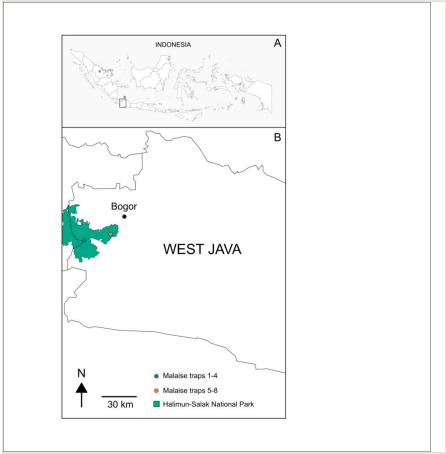 INDONESIA
A
B
Bogor
WEST JAVA
N
30 km
Malaise traps 1-4
Malaise traps 5-8
Halimun-Salak National Park